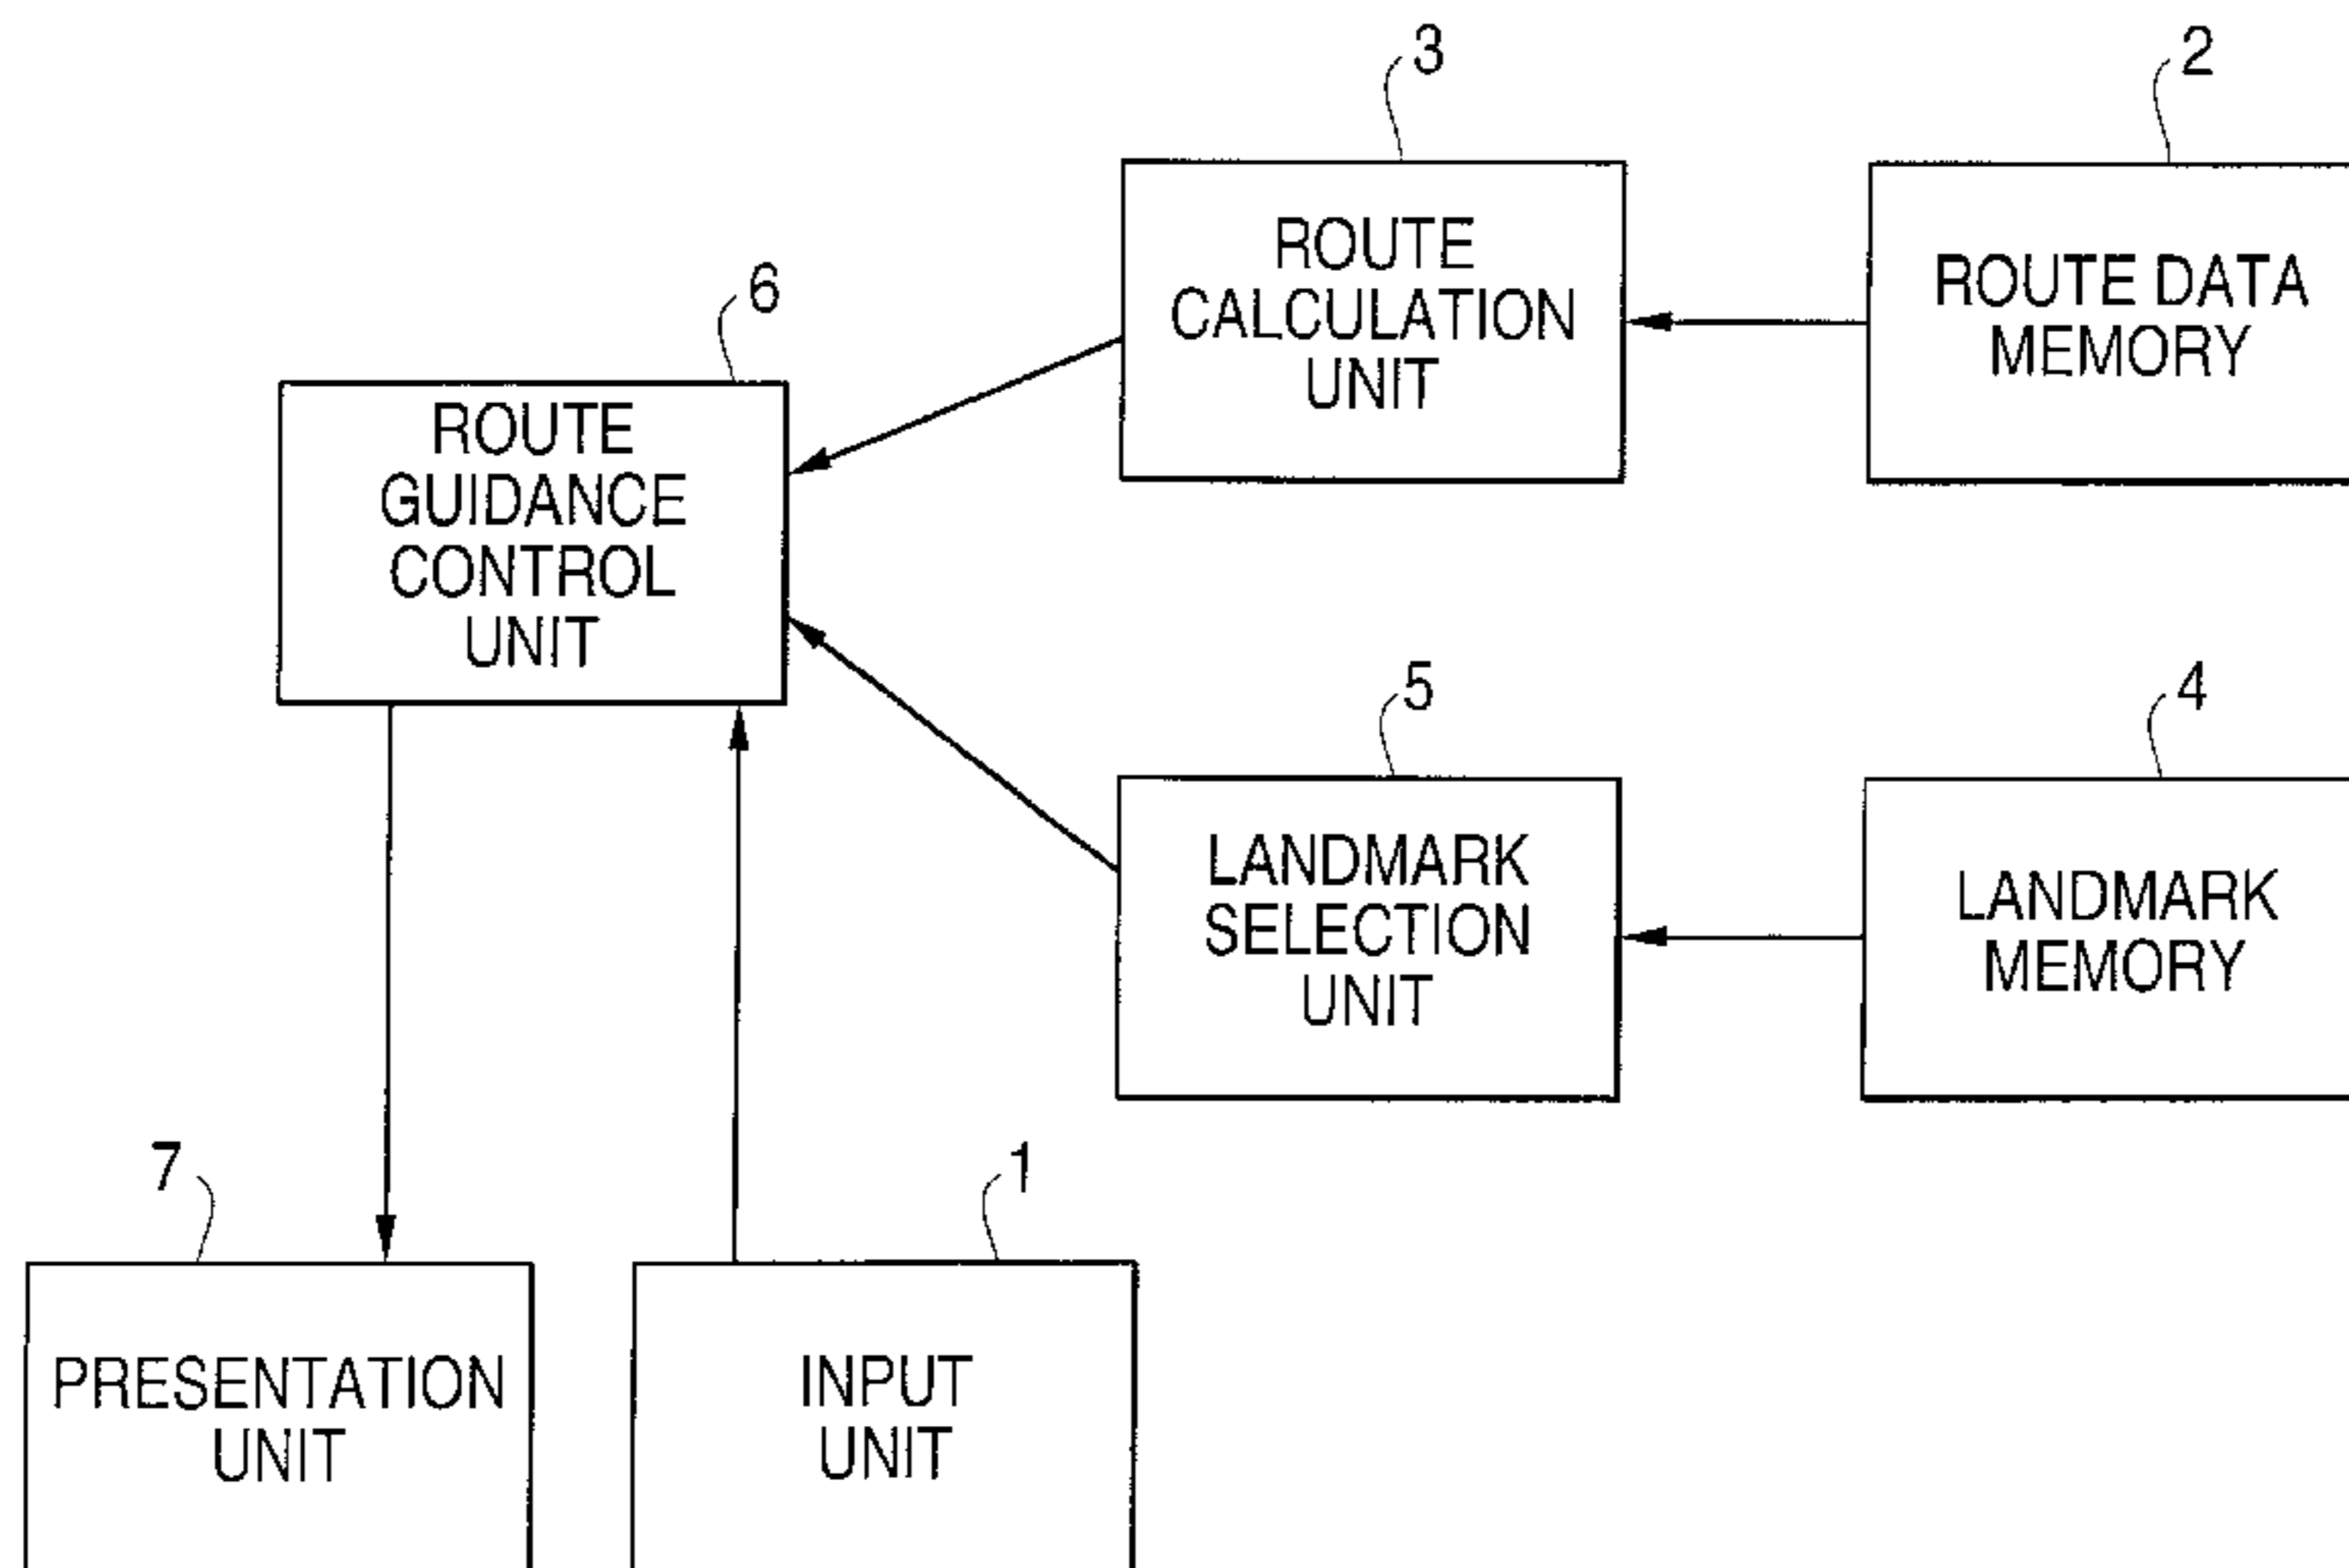 3
2
ROUTE
CALCULATION
UNIT
ROUTE DATA
MEMORY
6
ROUTE
GUIDANCE
CONTROL
UNIT
5
4
LANDMARK
SELECTION
UNIT
LANDMARK
MEMORY
7
1
PRESENTATION
UNIT
INPUT
UNIT